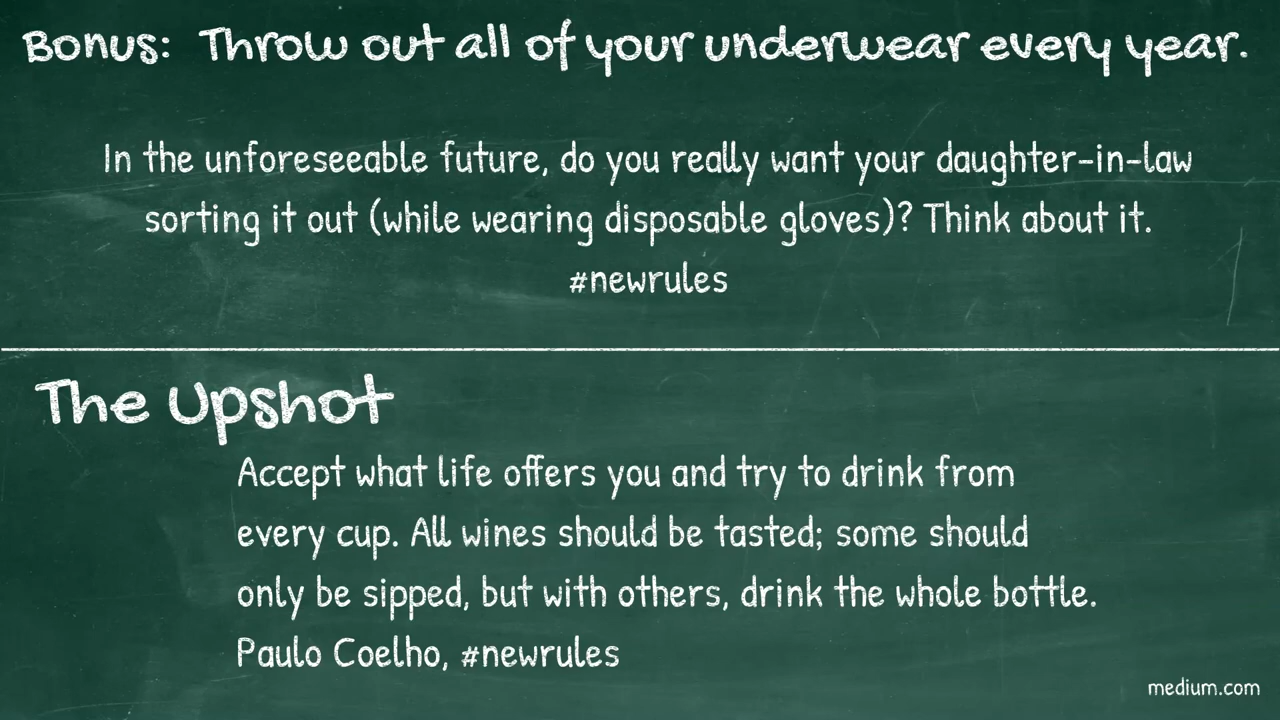 Bonus: Throw out all of your underwear every year.
In the unforeseeable future, do you really want your daughter-in-law
sorting it out (while wearing disposable gloves)? Think about it.
#newrules
The Upshot
Accept what life offers you and try to drink from
every cup. All wines should be tasted; some should
only be sipped, but with others, drink the whole bottle.
Paulo Coelho, #newrules
medium.com